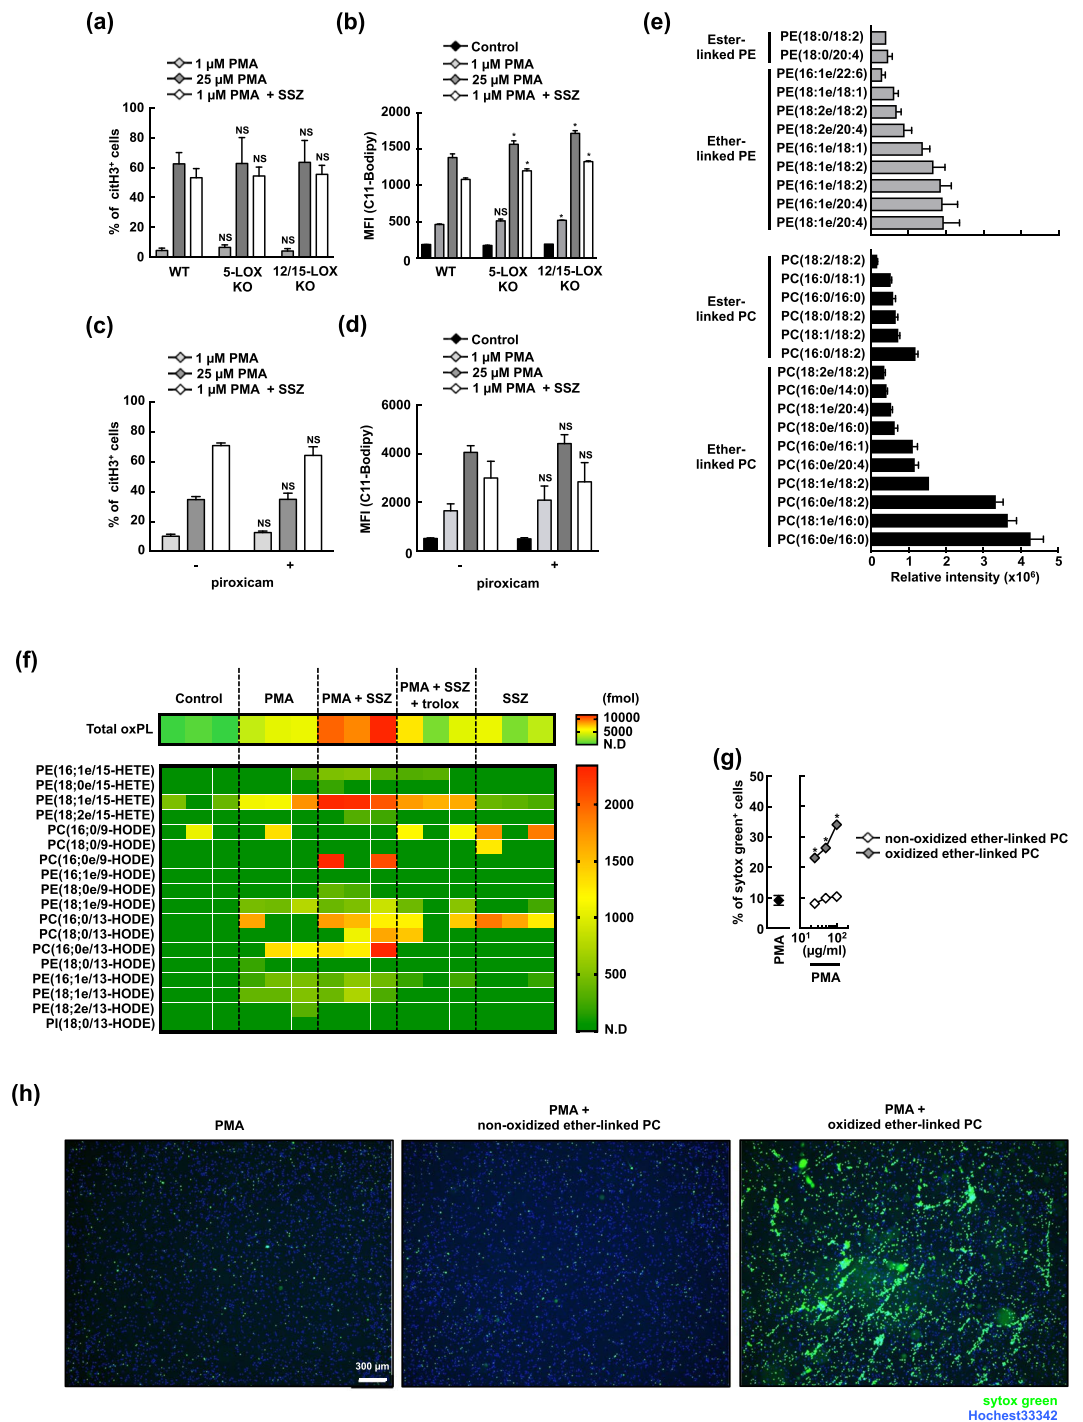 (a)
1 μM PMA
25 μM PMA
1 μM PMA + SSZ
% of citH3+ cells
100
80
60
40
20
0
NS
NS
NS
NS
NS
NS
WT
5-LOX KO
12/15-LOX KO
(b)
Control
1 μM PMA
25 μM PMA
1 μM PMA + SSZ
MFI (C11-Bodipy)
2000
1500
1000
500
0
NS
*
*
*
*
*
WT
5-LOX KO
12/15-LOX KO
(c)
1 μM PMA
25 μM PMA
1 μM PMA + SSZ
% of citH3+ cells
100
80
60
40
20
0
NS
NS
NS
-
+
piroxicam
(d)
Control
1 μM PMA
25 μM PMA
1 μM PMA + SSZ
MFI (C11-Bodipy)
6000
4000
2000
0
NS
NS
NS
-
+
piroxicam
(e)
Ester-linked PE
PE(18:0/18:2)
PE(18:0/20:4)
Ether-linked PE
PE(16:1e/22:6)
PE(18:1e/18:1)
PE(18:2e/18:2)
PE(18:2e/20:4)
PE(16:1e/18:1)
PE(18:1e/18:2)
PE(16:1e/18:2)
PE(16:1e/20:4)
PE(18:1e/20:4)
Ester-linked PC
PC(18:2/18:2)
PC(16:0/18:1)
PC(16:0/16:0)
PC(18:0/18:2)
PC(18:1/18:2)
PC(16:0/18:2)
Ether-linked PC
PC(18:2e/18:2)
PC(16:0e/14:0)
PC(18:1e/20:4)
PC(18:0e/16:0)
PC(16:0e/16:1)
PC(16:0e/20:4)
PC(18:1e/18:2)
PC(16:0e/18:2)
PC(18:1e/16:0)
PC(16:0e/16:0)
0 1 2 3 4 5
Relative intensity (x10⁶)
(f)
Control
PMA
PMA + SSZ
PMA + SSZ + trolox
SSZ
(fmol)
Total oxPL
10000
5000
N.D
PE(16;1e/15-HETE)
PE(18;0e/15-HETE)
PE(18;1e/15-HETE)
PE(18;2e/15-HETE)
PC(16;0/9-HODE)
PC(18;0/9-HODE)
PC(16;0e/9-HODE)
PE(16;1e/9-HODE)
PE(18;0e/9-HODE)
PE(18;1e/9-HODE)
PC(16;0/13-HODE)
PC(18;0/13-HODE)
PC(16;0e/13-HODE)
PE(18;0/13-HODE)
PE(16;1e/13-HODE)
PE(18;1e/13-HODE)
PE(18;2e/13-HODE)
PI(18;0/13-HODE)
2000
1500
1000
500
N.D
(g)
% of sytox green+ cells
50
40
30
20
10
0
*
*
*
PMA
10¹ 10²
(μg/ml)
PMA
non-oxidized ether-linked PC
oxidized ether-linked PC
(h)
PMA
PMA +
non-oxidized ether-linked PC
PMA +
oxidized ether-linked PC
300 μm
sytox green
Hochest33342